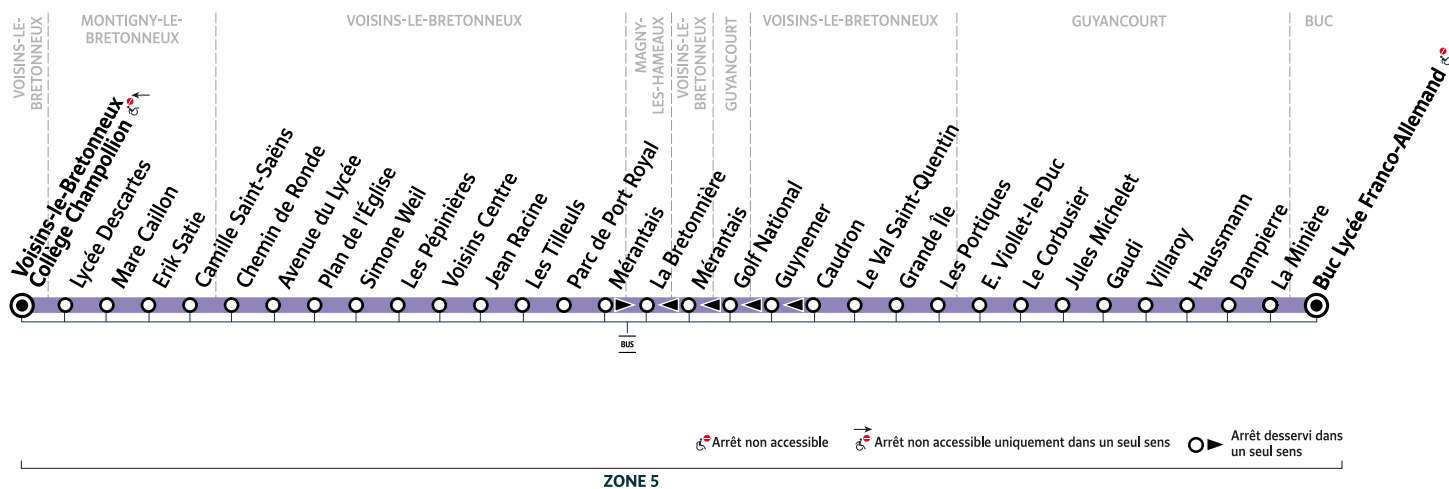 VOISINS-LE-
BRETONNEUX
MONTIGNY-LE-
BRETONNEUX
VOISINS-LE-BRETONNEUX
MAGNY-
LES-HAMEAUX
VOISINS-LE-
BRETONNEUX
GUYANCOURT
VOISINS-LE-BRETONNEUX
GUYANCOURT
BUC
Voisins-le-Bretonneux
Collège Champollion
Lycée Descartes
Mare Caillon
Erik Satie
Camille Saint-Saëns
Chemin de Ronde
Avenue du Lycée
Plan de l'Église
Simone Weil
Les Pépinières
Voisins Centre
Jean Racine
Les Tilleuls
Parc de Port Royal
Mérantais
La Bretonnière
Mérantais
Golf National
Guynemer
Caudron
Le Val Saint-Quentin
Grande Île
Les Portiques
E. Viollet-le-Duc
Le Corbusier
Jules Michelet
Gaudi
Villaroy
Haussmann
Dampierre
La Minière
Buc Lycée Franco-Allemand
BUS
Arrêt non accessible
Arrêt non accessible uniquement dans un seul sens
Arrêt desservi dans
un seul sens
ZONE 5